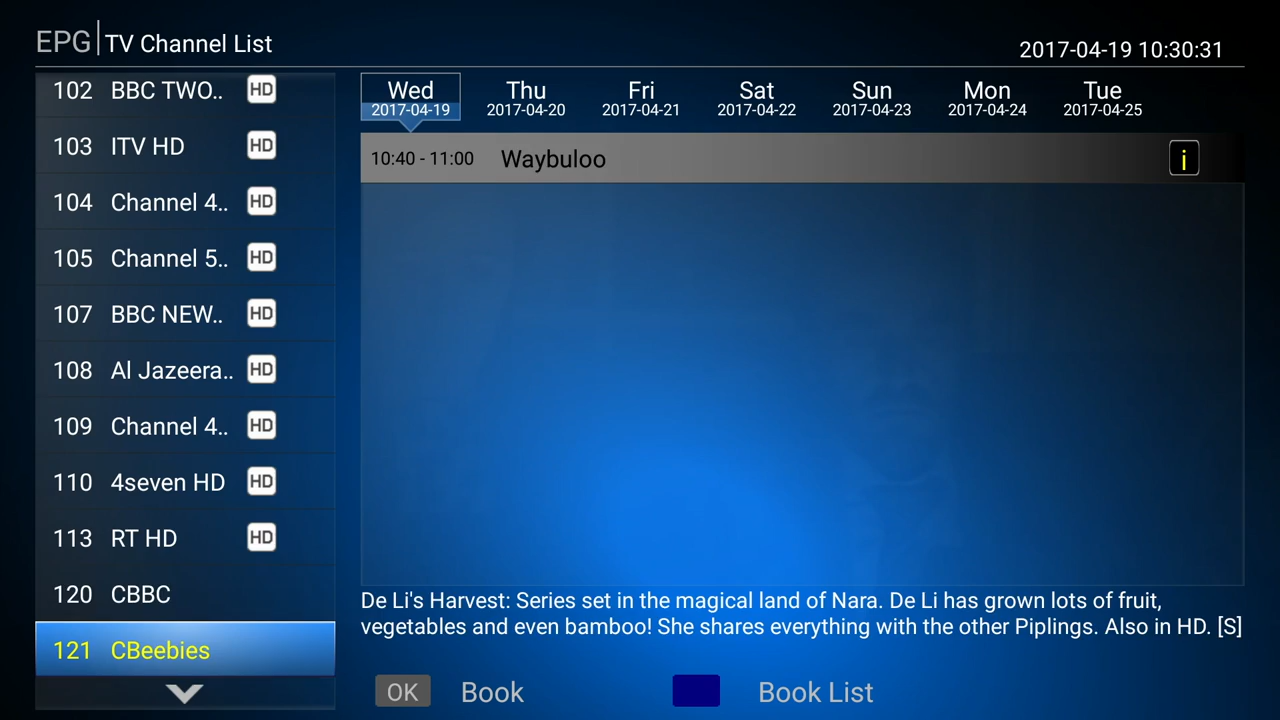 EPG| TV Channel List
2017-04-19 10:30:31
102 BBC TWO.. HD
103 ITV HD HD
104 Channel 4.. HD
105 Channel 5.. HD
107 BBC NEW.. HD
108 Al Jazeera.. HD
109 Channel 4.. HD
110 4seven HD HD
113 RT HD HD
120 CBBC
121 CBeebies
Wed Thu Fri Sat Sun Mon Tue
2017-04-19 2017-04-20 2017-04-21 2017-04-22 2017-04-23 2017-04-24 2017-04-25
10:40 - 11:00 Waybuloo i
De Li's Harvest: Series set in the magical land of Nara. De Li has grown lots of fruit,
vegetables and even bamboo! She shares everything with the other Piplings. Also in HD. [S]
OK Book Book List